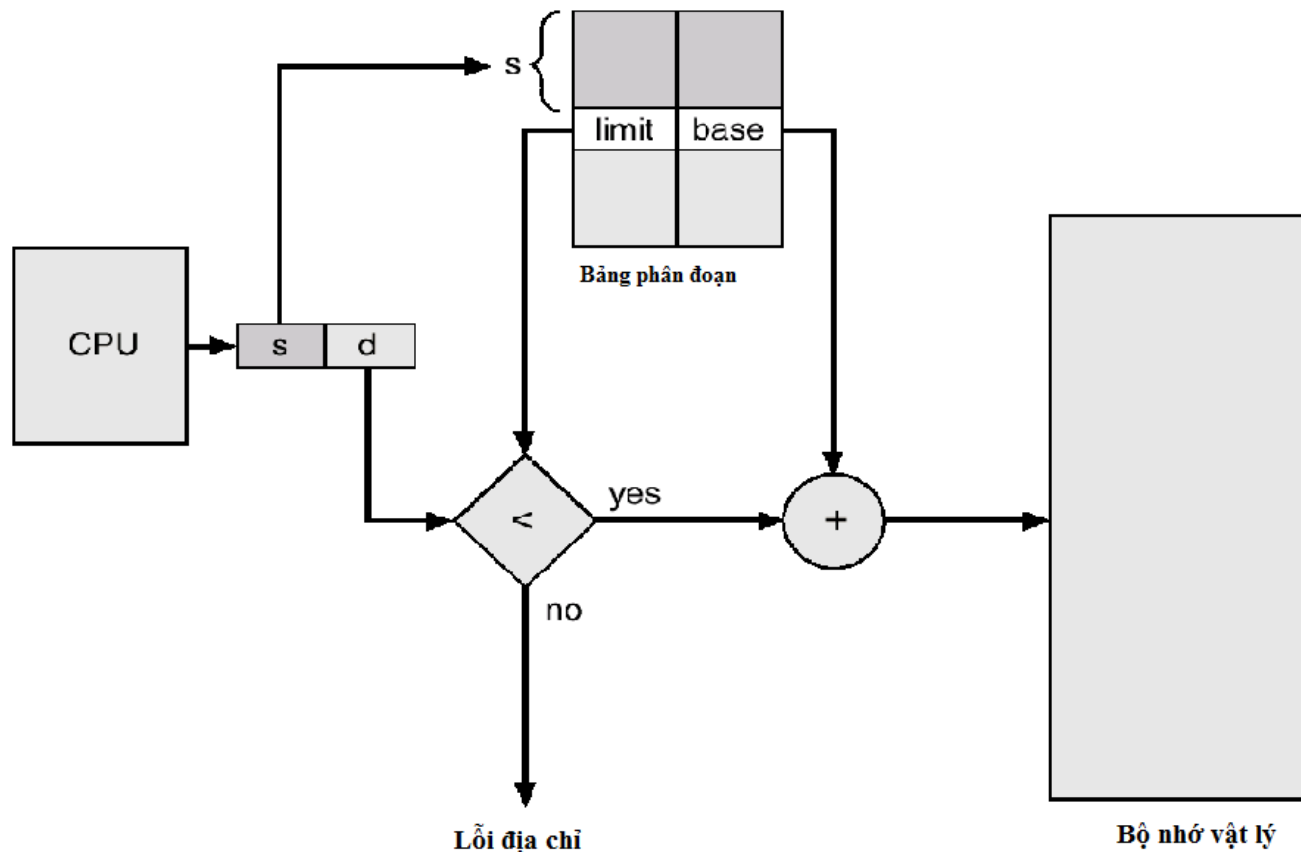 s
limit base
Bảng phân đoạn
CPU
s d
<
yes
+
no
Lỗi địa chỉ
Bộ nhớ vật lý